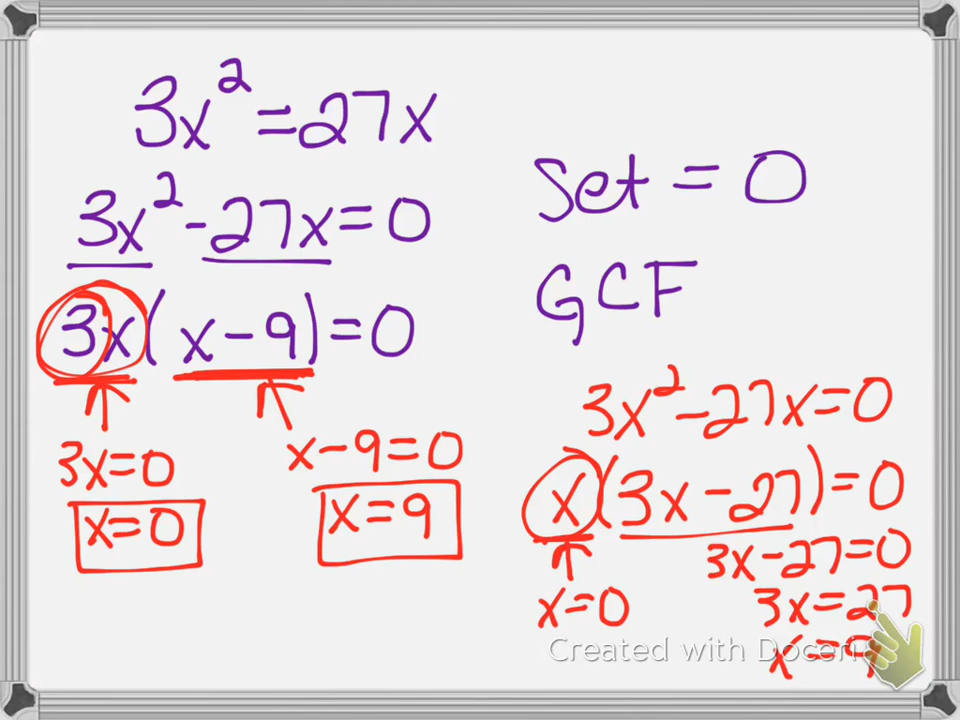 3x² = 27x
3x² - 27x = 0
3x(x - 9) = 0
3x = 0
x = 0
x - 9 = 0
x = 9
Set = 0
GCF
3x² - 27x = 0
x(3x - 27) = 0
x = 0
3x - 27 = 0
3x = 27
x = 9
Created with Doceri